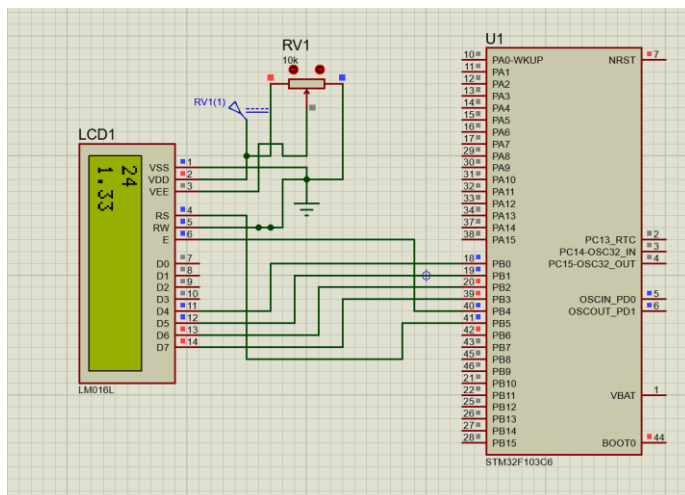 RV1
10k
RV1(1)
LCD1
24
1.33
VSS 1
VDD 2
VEE 3
RS 4
RW 5
E 6
D0 7
D1 8
D2 9
D3 10
D4 11
D5 12
D6 13
D7 14
LM016L
U1
10 PA0-WKUP NRST 7
11 PA1
12 PA2
13 PA3
14 PA4
15 PA5
16 PA6
17 PA7
29 PA8
30 PA9
31 PA10
32 PA11
33 PA12
34 PA13
37 PA14
38 PA15 PC13_RTC 2
PC14-OSC32_IN 3
18 PB0 PC15-OSC32_OUT 4
19 PB1
20 PB2
39 PB3 OSCIN_PD0 5
40 PB4 OSCOUT_PD1 6
41 PB5
42 PB6
43 PB7
45 PB8
46 PB9
21 PB10
22 PB11 VBAT 1
25 PB12
26 PB13
27 PB14
28 PB15 BOOT0 44
STM32F103C6